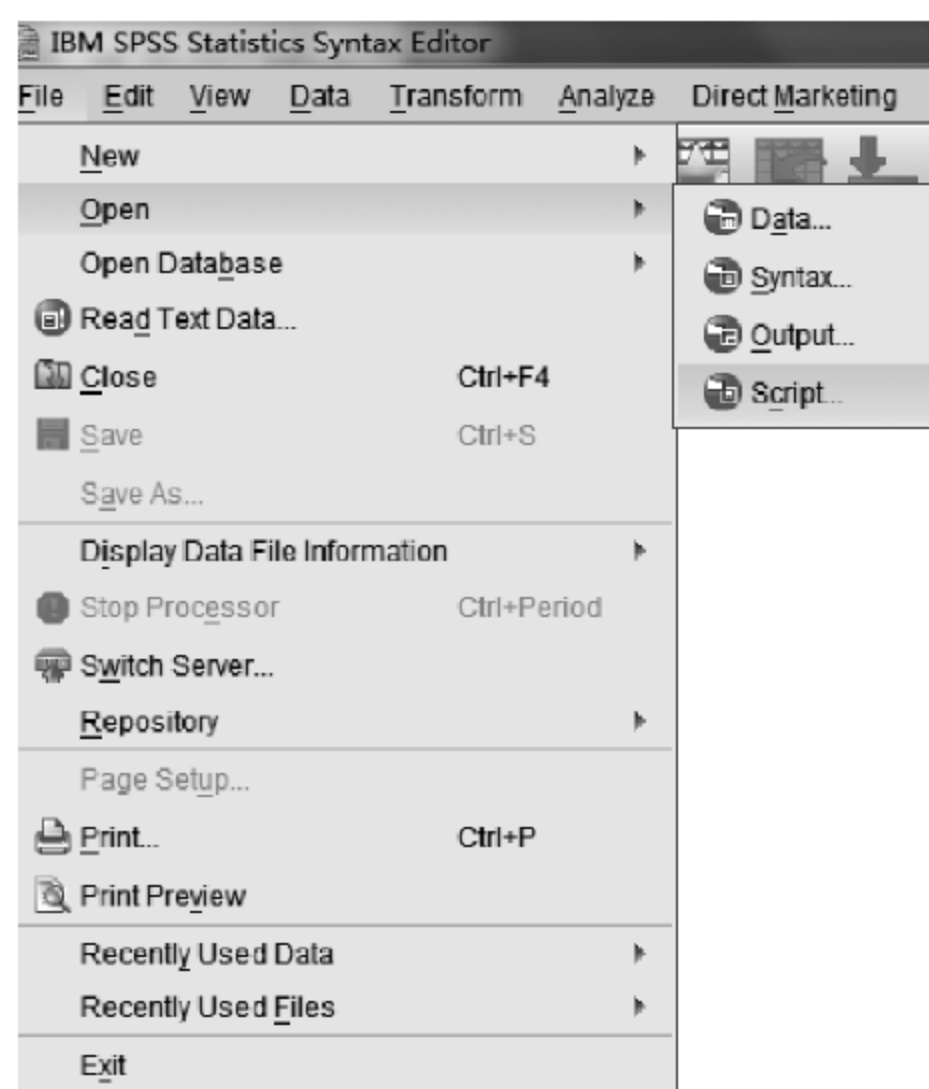 IBM SPSS Statistics Syntax Editor
File Edit View Data Transform Analyze Direct Marketing
New
Open
Open Database
Read Text Data...
Close Ctrl+F4
Save Ctrl+S
Save As...
Display Data File Information
Stop Processor Ctrl+Period
Switch Server...
Repository
Page Setup...
Print... Ctrl+P
Print Preview
Recently Used Data
Recently Used Files
Exit
Data...
Syntax...
Output...
Script...